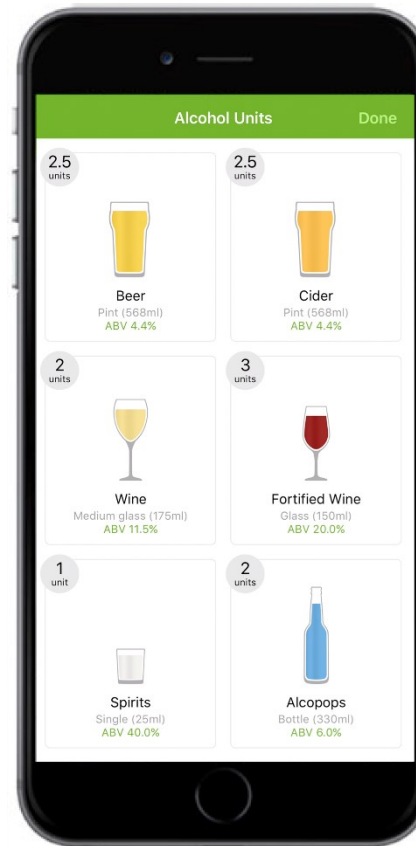 Alcohol Units
Done
2.5
units
Beer
Pint (568ml)
ABV 4.4%
2.5
units
Cider
Pint (568ml)
ABV 4.4%
2
units
Wine
Medium glass (175ml)
ABV 11.5%
3
units
Fortified Wine
Glass (150ml)
ABV 20.0%
1
unit
Spirits
Single (25ml)
ABV 40.0%
2
units
Alcopops
Bottle (330ml)
ABV 6.0%